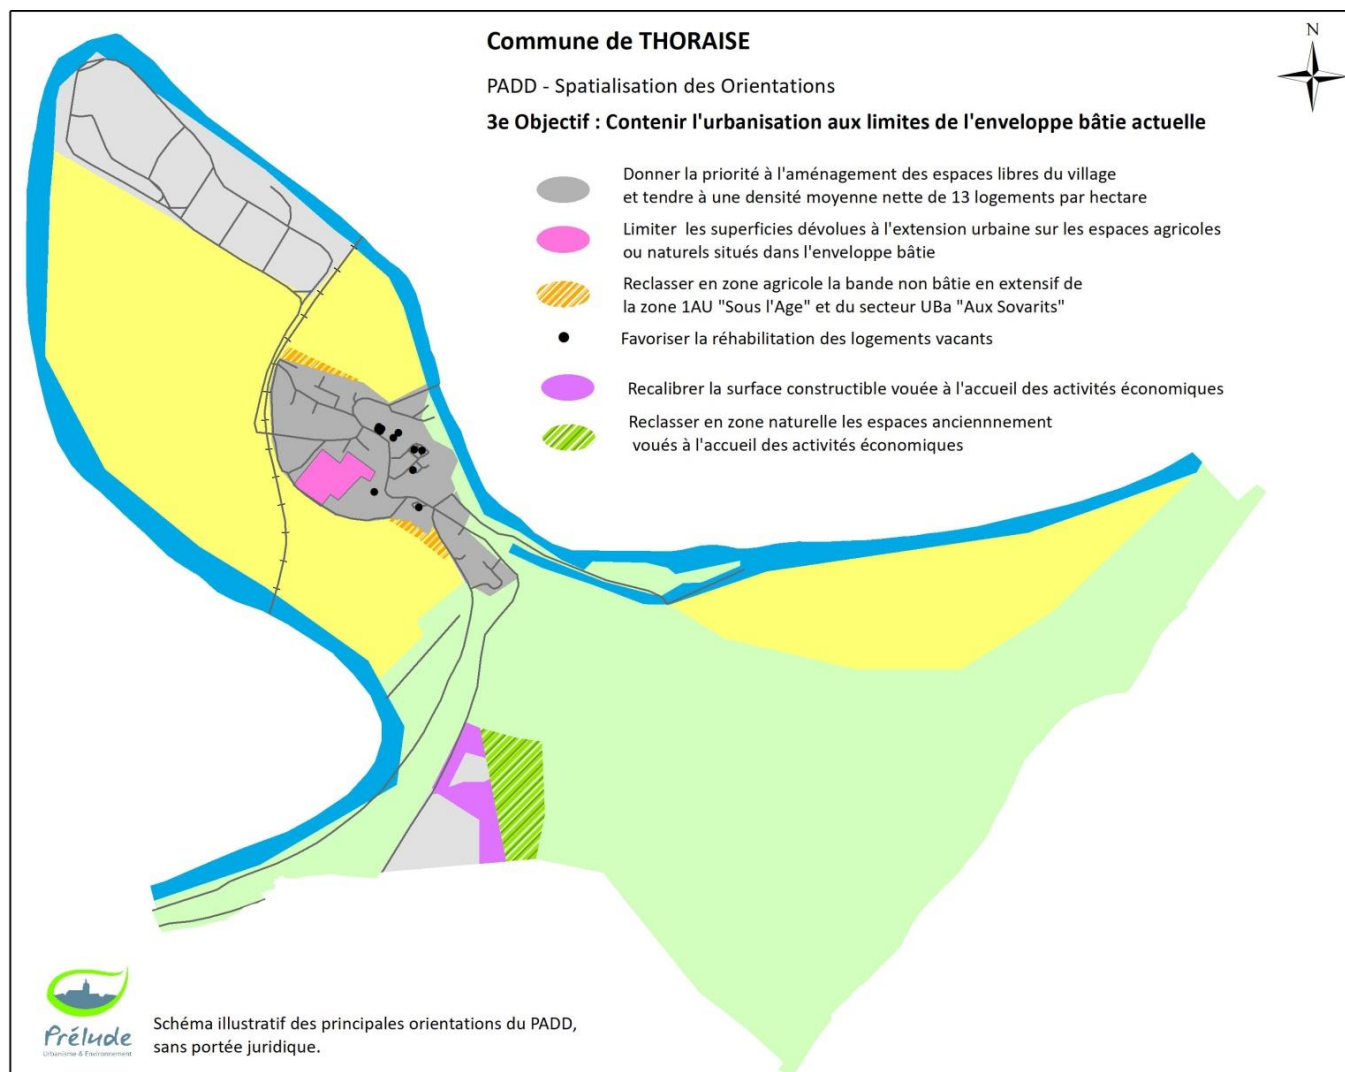 Commune de THORAISE
N
PADD - Spatialisation des Orientations
3e Objectif : Contenir l'urbanisation aux limites de l'enveloppe bâtie actuelle
Donner la priorité à l'aménagement des espaces libres du village
et tendre à une densité moyenne nette de 13 logements par hectare
Limiter les superficies dévolues à l'extension urbaine sur les espaces agricoles
ou naturels situés dans l'enveloppe bâtie
Reclasser en zone agricole la bande non bâtie en extensif de
la zone 1AU "Sous l'Age" et du secteur UBa "Aux Sovarits"
Favoriser la réhabilitation des logements vacants
Recalibrer la surface constructible vouée à l'accueil des activités économiques
Reclasser en zone naturelle les espaces anciennnement
voués à l'accueil des activités économiques
Prélude
Urbanisme & Environnement
Schéma illustratif des principales orientations du PADD,
sans portée juridique.